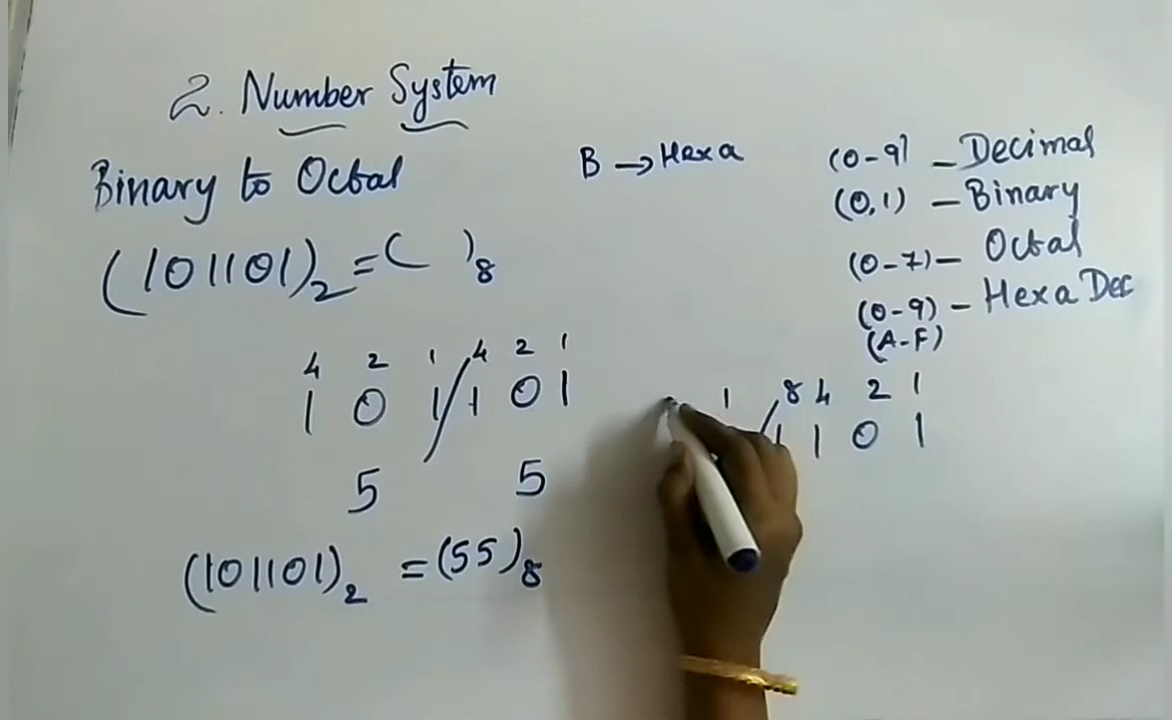 2. Number System
Binary to Octal
(101101)₂ = ( )₈
4 2 1 / 4 2 1
1 0 1 / 1 0 1
5 5
(101101)₂ = (55)₈
B → Hexa
(0-9) - Decimal
(0,1) - Binary
(0-7) - Octal
(0-9) - Hexa Dec
(A-F)
1 / 8 4 2 1
1 1 0 1